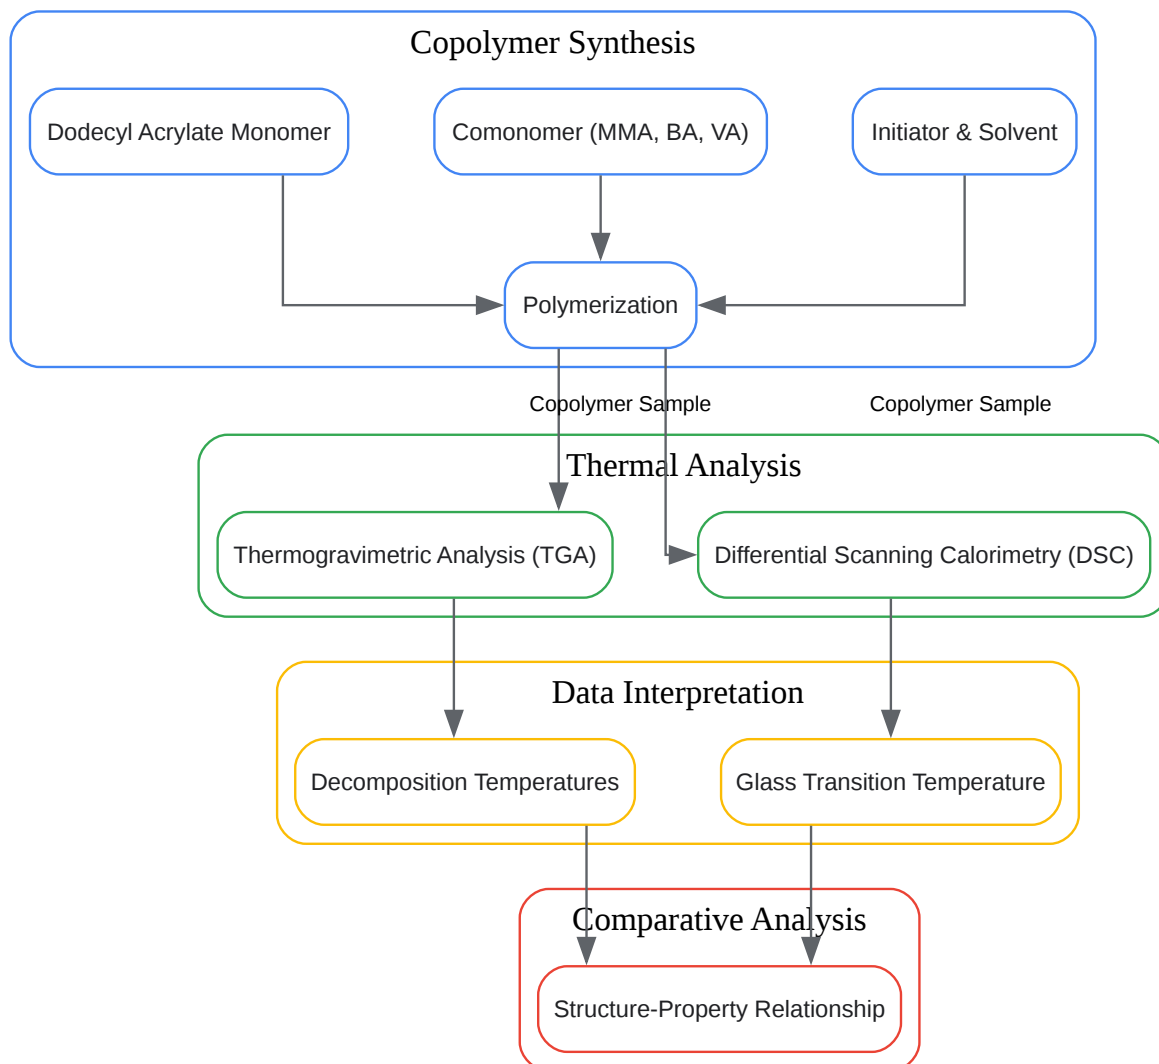 Copolymer Synthesis
Dodecyl Acrylate Monomer
Comonomer (MMA, BA, VA)
Initiator & Solvent
Polymerization
Copolymer Sample
Copolymer Sample
Thermal Analysis
Thermogravimetric Analysis (TGA)
Differential Scanning Calorimetry (DSC)
Data Interpretation
Decomposition Temperatures
Glass Transition Temperature
Comparative Analysis
Structure-Property Relationship